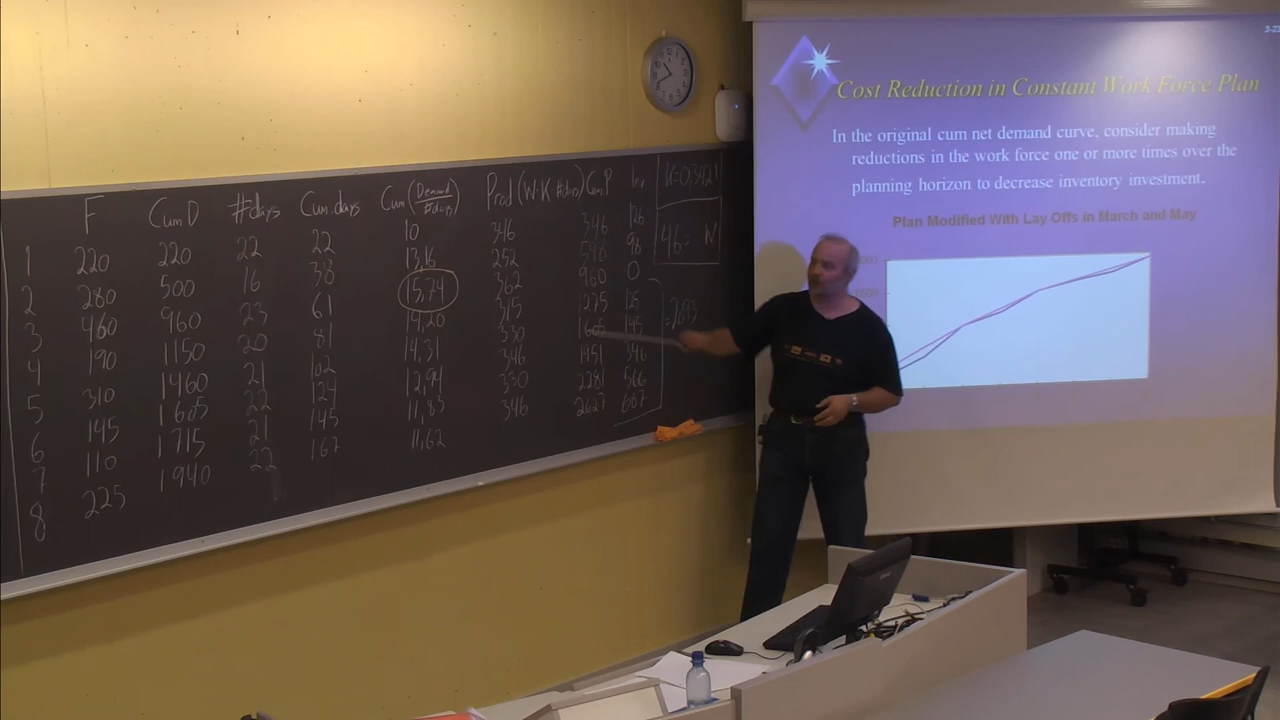 F Cum D # days Cum. days Cum (Demand/#days) Prod (W·K·#days) Cum. P Inv
1 220 220 22 22 10 346 346 126
2 280 500 16 38 13,16 252 598 98
3 460 960 23 61 15,74 362 960 0
4 190 1150 20 81 14,20 315 1275 125
5 310 1460 21 102 14,31 330 1605 145
6 145 1605 22 124 12,94 346 1951 346
7 110 1715 21 145 11,83 330 2281 566
8 225 1940 22 167 11,62 346 2627 687
K=0,3421
46= W
=2093
Cost Reduction in Constant Work Force Plan
In the original cum net demand curve, consider making
reductions in the work force one or more times over the
planning horizon to decrease inventory investment.
Plan Modified With Lay Offs in March and May